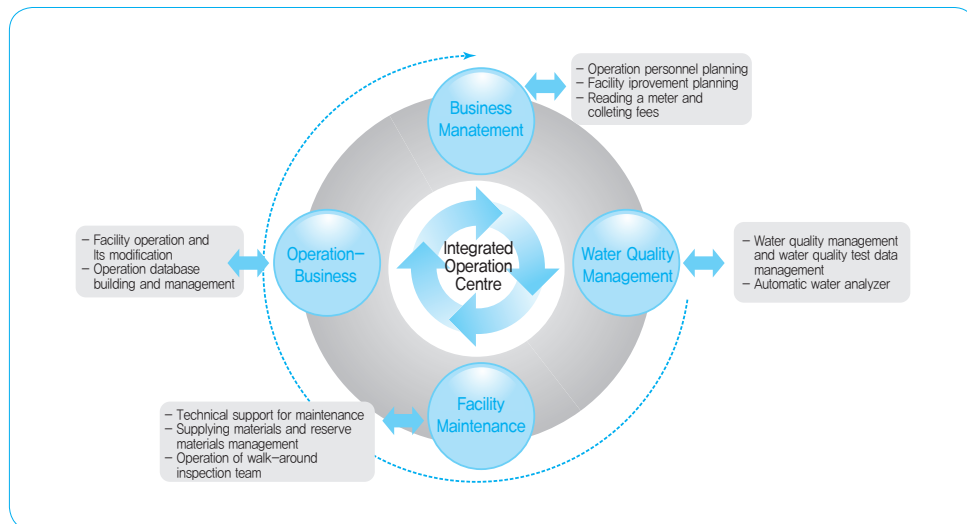 Business
Manatement
– Operation personnel planning
– Facility iprovement planning
– Reading a meter and
colleting fees
Operation–
Business
– Facility operation and
Its modification
– Operation database
building and management
Integrated
Operation
Centre
Water Quality
Management
– Water quality management
and water quality test data
management
– Automatic water analyzer
Facility
Maintenance
– Technical support for maintenance
– Supplying materials and reserve
materials management
– Operation of walk–around
inspection team